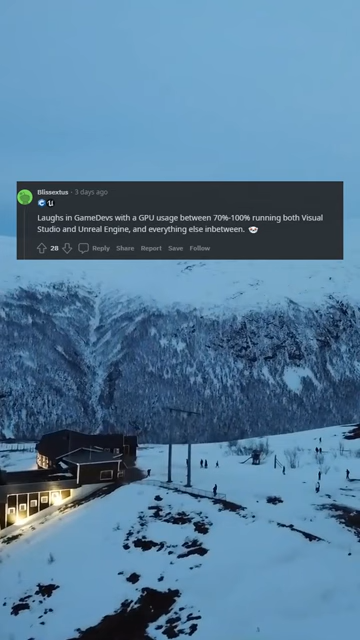 Blissextus · 3 days ago
Laughs in GameDevs with a GPU usage between 70%-100% running both Visual
Studio and Unreal Engine, and everything else inbetween.
28 Reply Share Report Save Follow